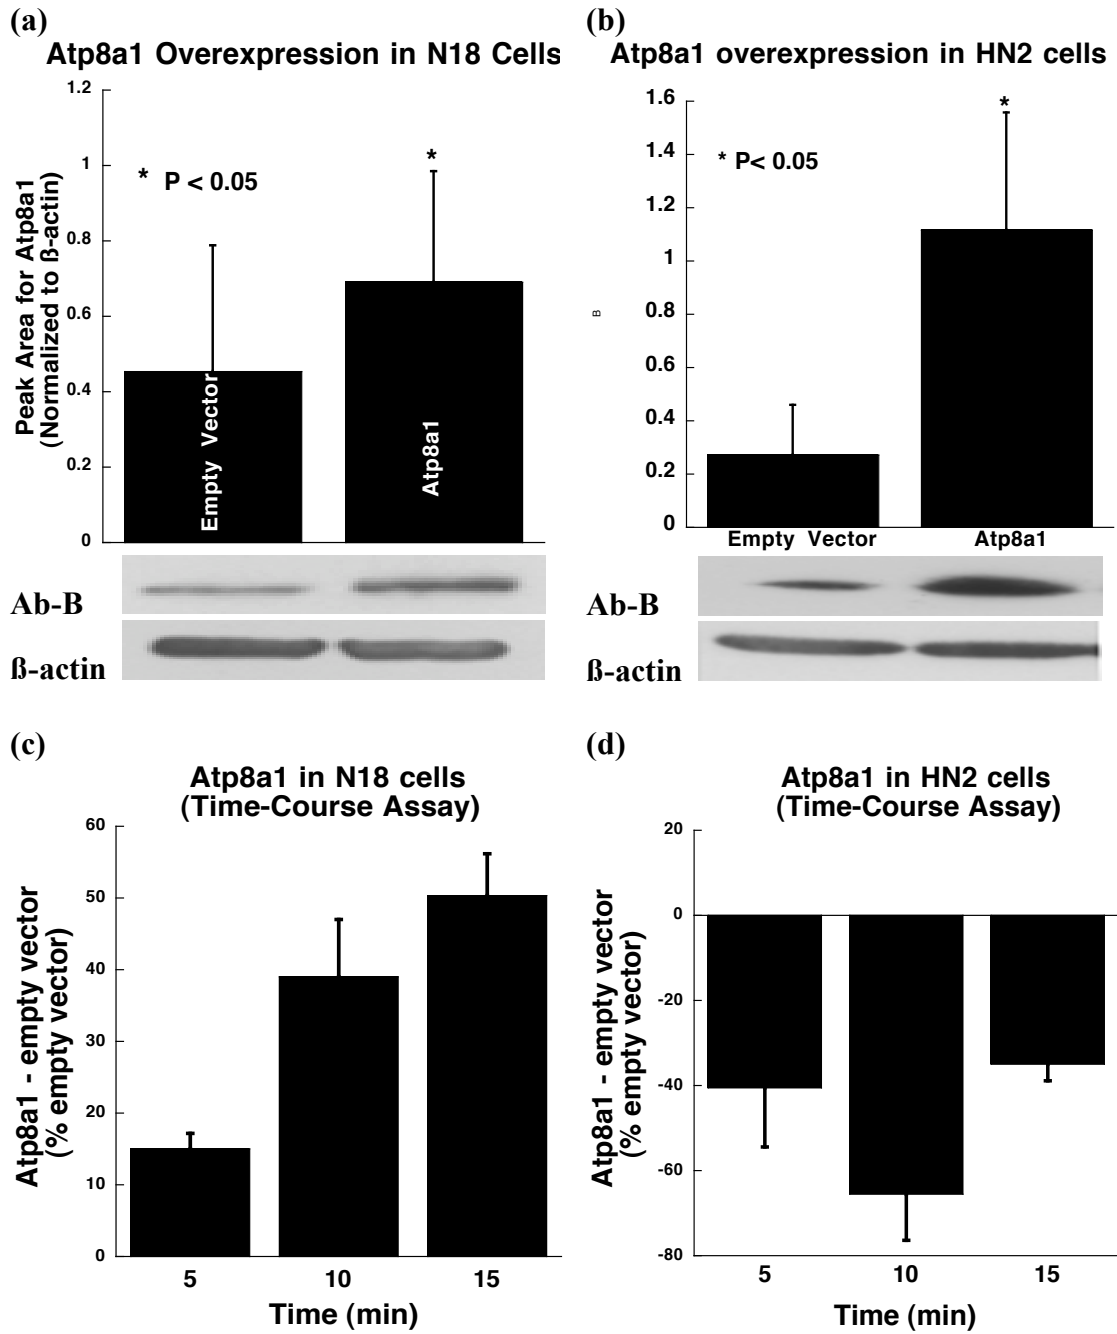 (a)
Atp8a1 Overexpression in N18 Cells
1.2
1
0.8
0.6
0.4
0.2
0
Peak Area for Atp8a1
(Normalized to ß-actin)
* P < 0.05
*
Empty Vector
Atp8a1
Ab-B
ß-actin
(b)
Atp8a1 overexpression in HN2 cells
1.6
1.4
1.2
1
0.8
0.6
0.4
0.2
0
B
* P< 0.05
*
Empty Vector
Atp8a1
Ab-B
ß-actin
(c)
Atp8a1 in N18 cells
(Time-Course Assay)
60
50
40
30
20
10
0
Atp8a1 - empty vector
(% empty vector)
5 10 15
Time (min)
(d)
Atp8a1 in HN2 cells
(Time-Course Assay)
20
0
-20
-40
-60
-80
Atp8a1 - empty vector
(% empty vector)
5 10 15
Time (min)